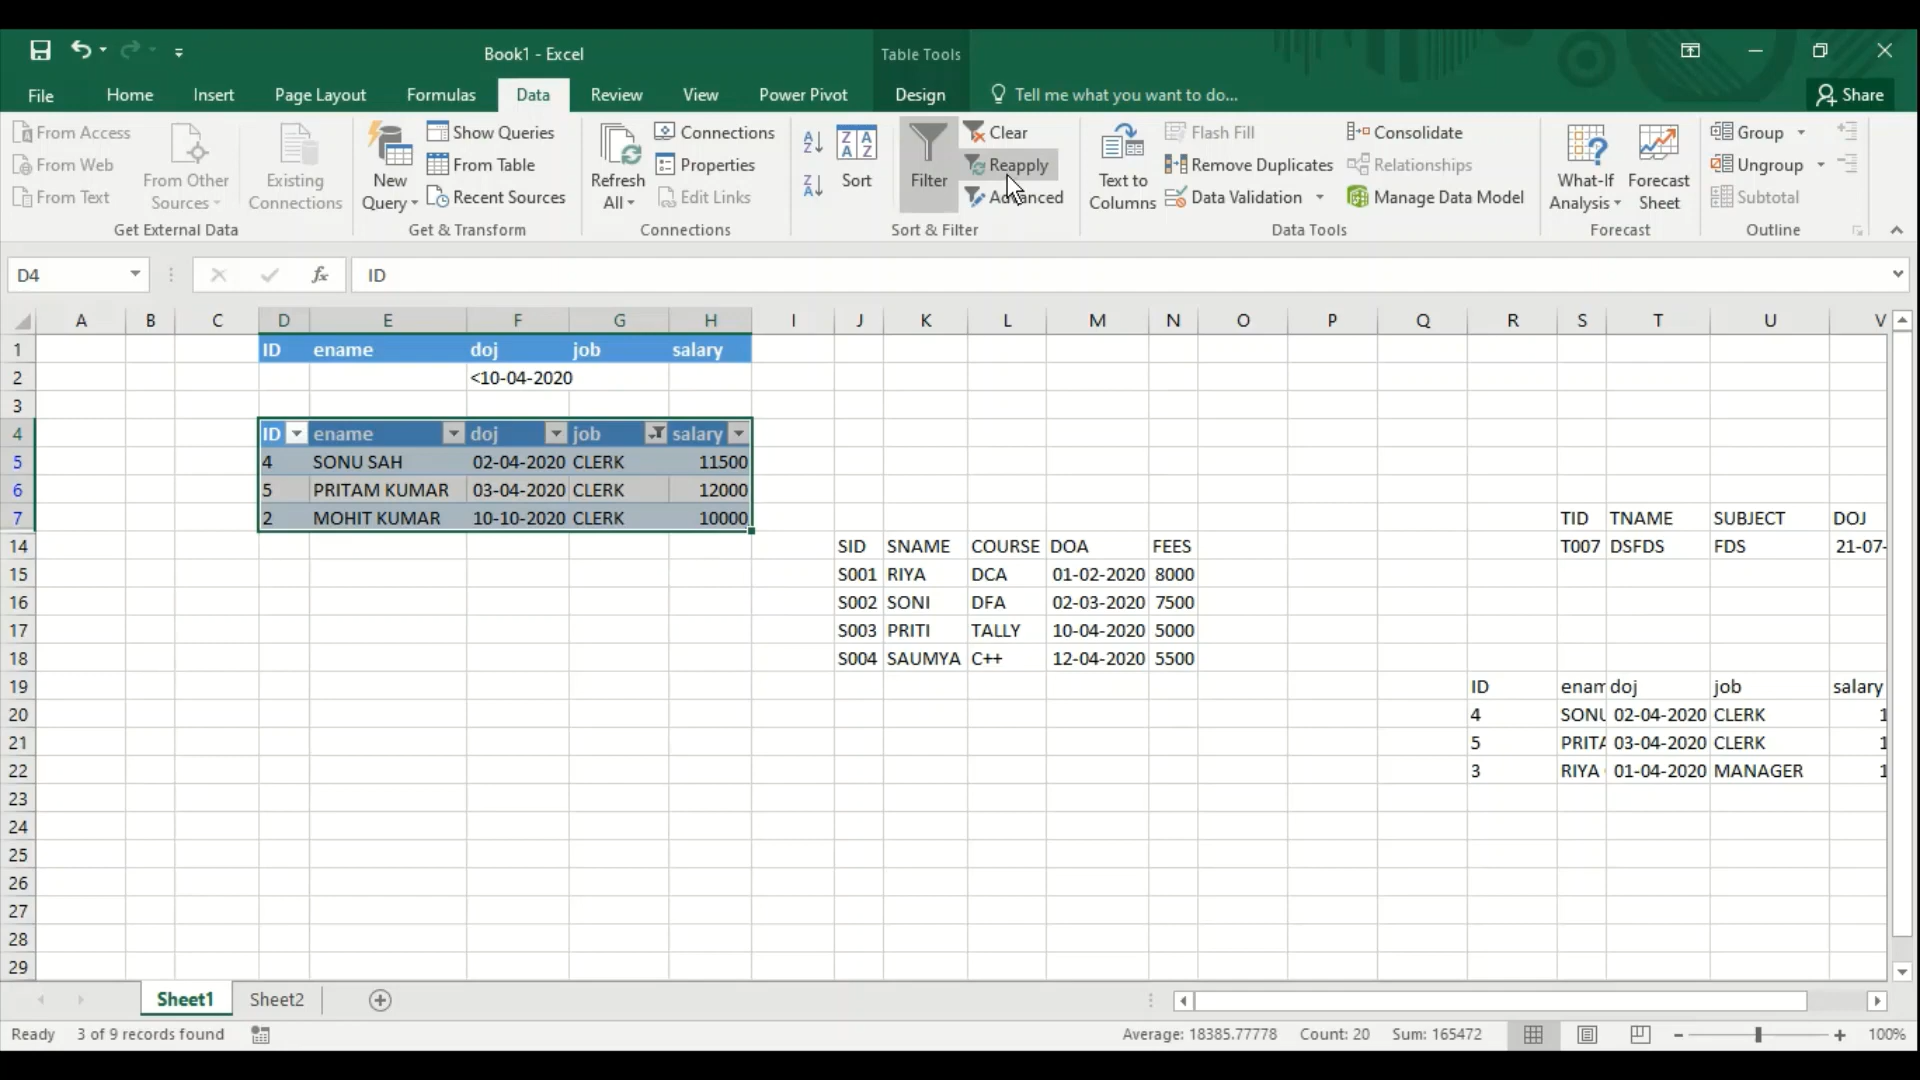 Book1 - Excel
Table Tools
File Home Insert Page Layout Formulas Data Review View Power Pivot Design Tell me what you want to do... Share
From Access
From Web
From Text
From Other Sources
Existing Connections
Get External Data
New Query
Show Queries
From Table
Recent Sources
Get & Transform
Refresh All
Connections
Properties
Edit Links
Connections
Sort
Filter
Clear
Reapply
Advanced
Sort & Filter
Text to Columns
Flash Fill
Remove Duplicates
Data Validation
Consolidate
Relationships
Manage Data Model
Data Tools
What-If Analysis
Forecast Sheet
Forecast
Group
Ungroup
Subtotal
Outline
D4 fx ID
A B C D E F G H I J K L M N O P Q R S T U V
1 ID ename doj job salary
2 <10-04-2020
3
4 ID ename doj job salary
5 4 SONU SAH 02-04-2020 CLERK 11500
6 5 PRITAM KUMAR 03-04-2020 CLERK 12000
7 2 MOHIT KUMAR 10-10-2020 CLERK 10000 TID TNAME SUBJECT DOJ
14 SID SNAME COURSE DOA FEES T007 DSFDS FDS 21-07-
15 S001 RIYA DCA 01-02-2020 8000
16 S002 SONI DFA 02-03-2020 7500
17 S003 PRITI TALLY 10-04-2020 5000
18 S004 SAUMYA C++ 12-04-2020 5500
19 ID enam doj job salary
20 4 SONU 02-04-2020 CLERK 1
21 5 PRITA 03-04-2020 CLERK 1
22 3 RIYA 01-04-2020 MANAGER 1
23
24
25
26
27
28
29
Sheet1 Sheet2
Ready 3 of 9 records found Average: 18385.77778 Count: 20 Sum: 165472 100%